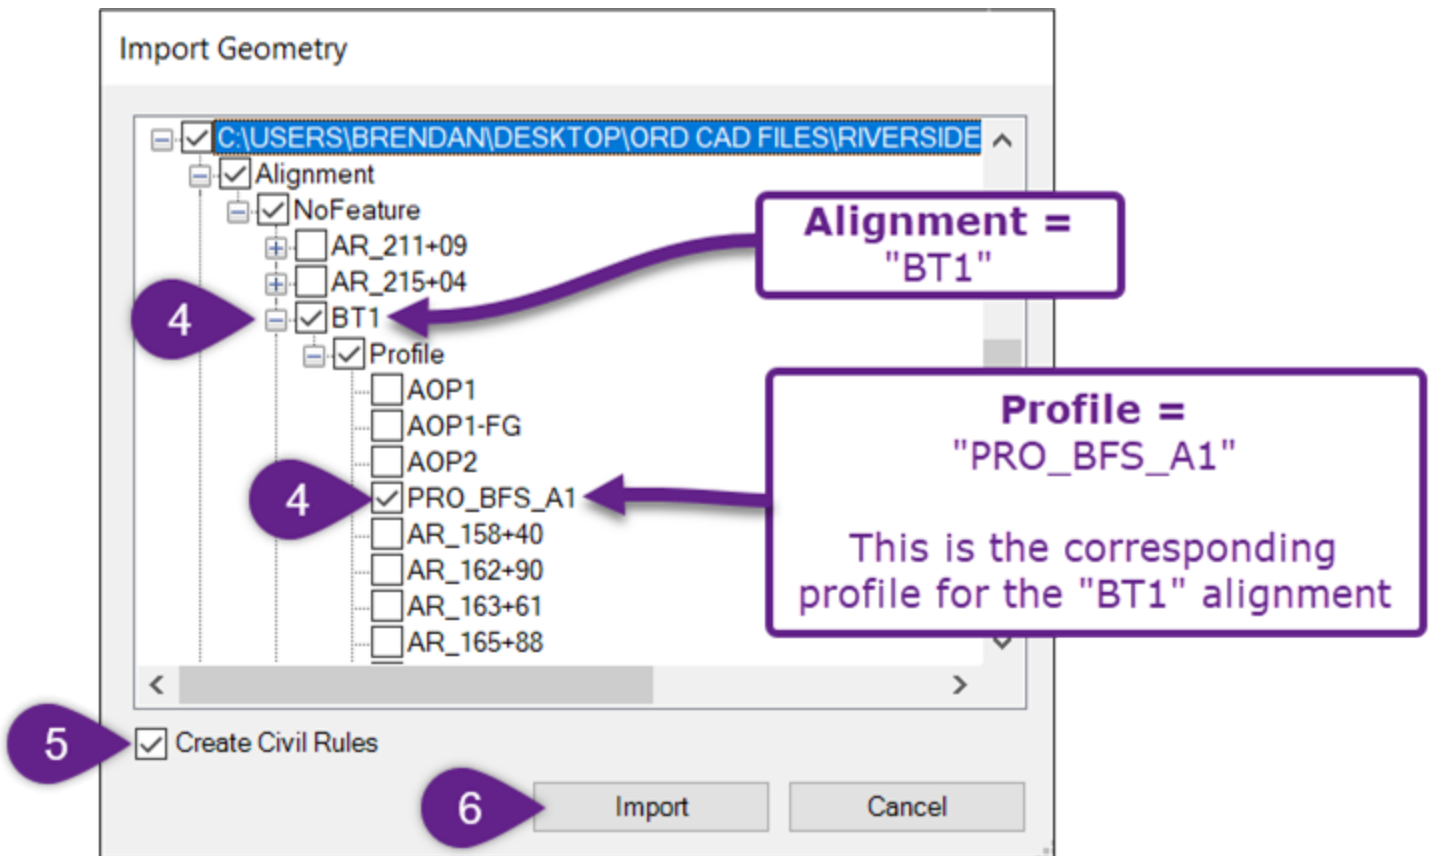 Import Geometry
C:\USERS\BRENDAN\DESKTOP\ORD CAD FILES\RIVERSIDE
Alignment
NoFeature
AR_211+09
AR_215+04
4
BT1
Profile
AOP1
AOP1-FG
AOP2
4
PRO_BFS_A1
AR_158+40
AR_162+90
AR_163+61
AR_165+88
Alignment =
"BT1"
Profile =
"PRO_BFS_A1"
This is the corresponding
profile for the "BT1" alignment
5
Create Civil Rules
6
Import
Cancel